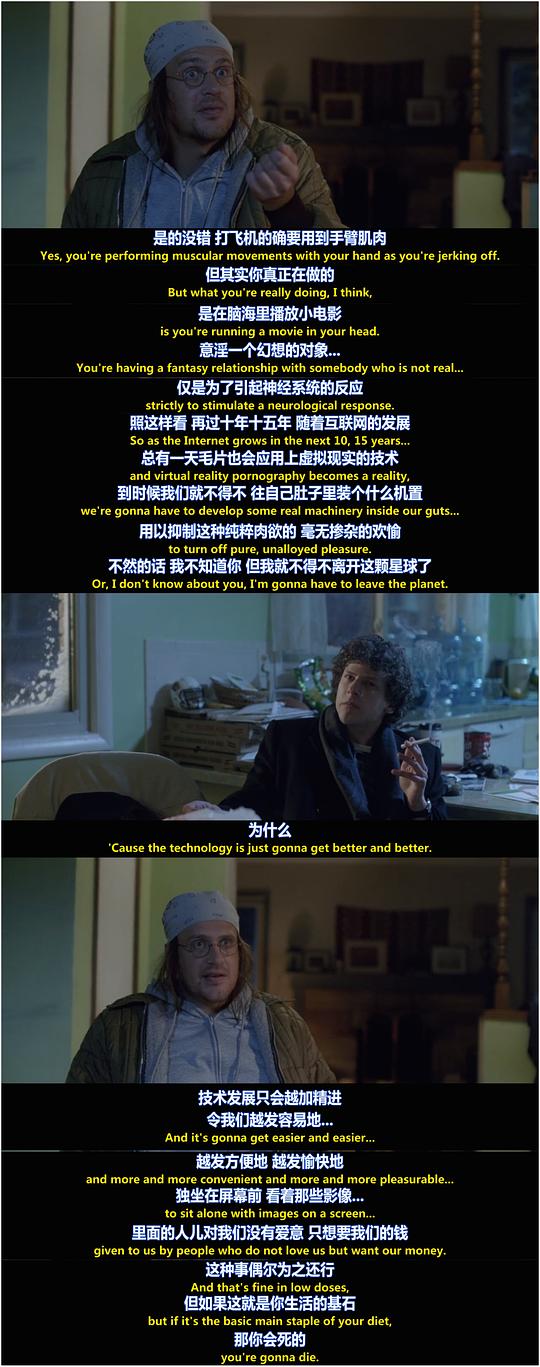 是的没错 打飞机的确要用到手臂肌肉
Yes, you're performing muscular movements with your hand as you're jerking off.
但其实你真正在做的
But what you're really doing, I think,
是在脑海里播放小电影
is you're running a movie in your head.
意淫一个幻想的对象...
You're having a fantasy relationship with somebody who is not real...
仅是为了引起神经系统的反应
strictly to stimulate a neurological response.
照这样看 再过十年十五年 随着互联网的发展
So as the Internet grows in the next 10, 15 years...
总有一天毛片也会应用上虚拟现实的技术
and virtual reality pornography becomes a reality,
到时候我们就不得不 往自己肚子里装个什么机置
we're gonna have to develop some real machinery inside our guts...
用以抑制这种纯粹肉欲的 毫无掺杂的欢愉
to turn off pure, unalloyed pleasure.
不然的话 我不知道你 但我就不得不离开这颗星球了
Or, I don't know about you, I'm gonna have to leave the planet.
为什么
'Cause the technology is just gonna get better and better.
技术发展只会越加精进
令我们越发容易地...
And it's gonna get easier and easier...
越发方便地 越发愉快地
and more and more convenient and more and more pleasurable...
独坐在屏幕前 看着那些影像...
to sit alone with images on a screen...
里面的人儿对我们没有爱意 只想要我们的钱
given to us by people who do not love us but want our money.
这种事偶尔为之还行
And that's fine in low doses,
但如果这就是你生活的基石
but if it's the basic main staple of your diet,
那你会死的
you're gonna die.